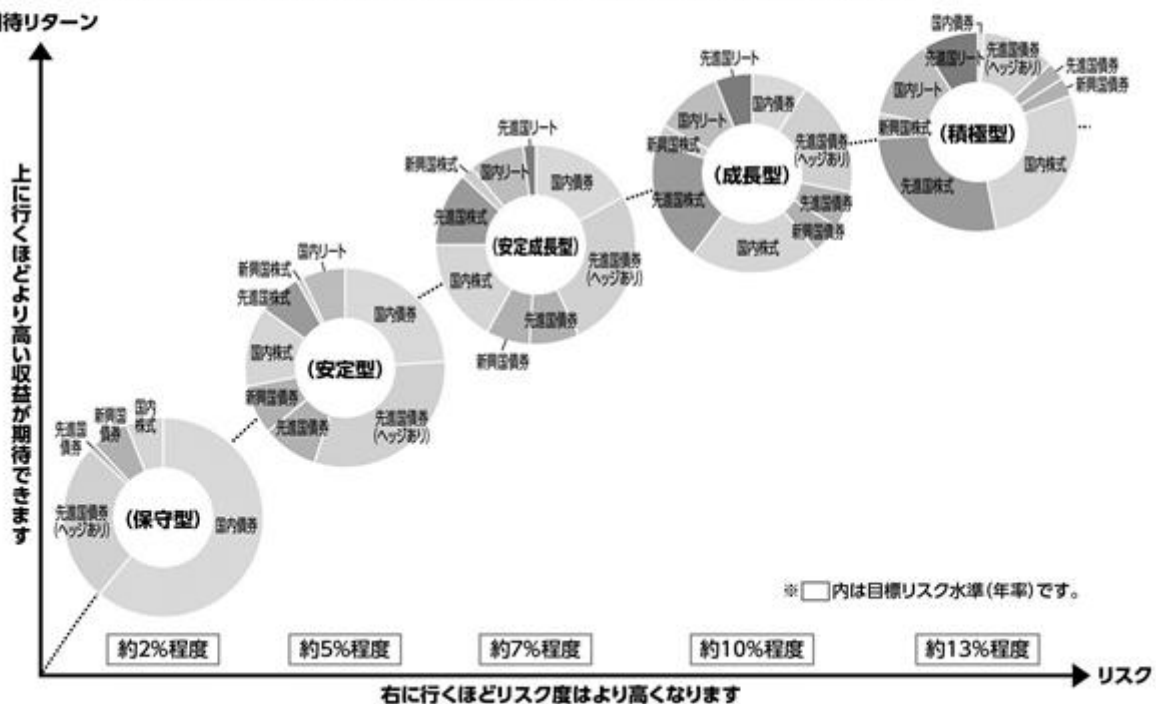 待リターン
上に行くほどより高い収益が期待できます
国内債券
先進国債券
(ヘッジあり)
先進国債券
新興国債券
国内株式
先進国株式
新興国株式
国内リート
先進国リート
(積極型)
先進国リート
国内債券
先進国債券
(ヘッジあり)
先進国債券
新興国債券
国内株式
先進国株式
新興国株式
国内リート
(成長型)
先進国リート
国内債券
先進国債券
(ヘッジあり)
先進国債券
新興国債券
国内株式
先進国株式
新興国株式
国内リート
(安定成長型)
国内リート
国内債券
先進国債券
(ヘッジあり)
先進国債券
新興国債券
国内株式
先進国株式
新興国株式
(安定型)
国内
株式
新興国
債券
先進国
債券
先進国債券
(ヘッジあり)
国内債券
(保守型)
※□内は目標リスク水準(年率)です。
約2%程度
約5%程度
約7%程度
約10%程度
約13%程度
リスク
右に行くほどリスク度はより高くなります